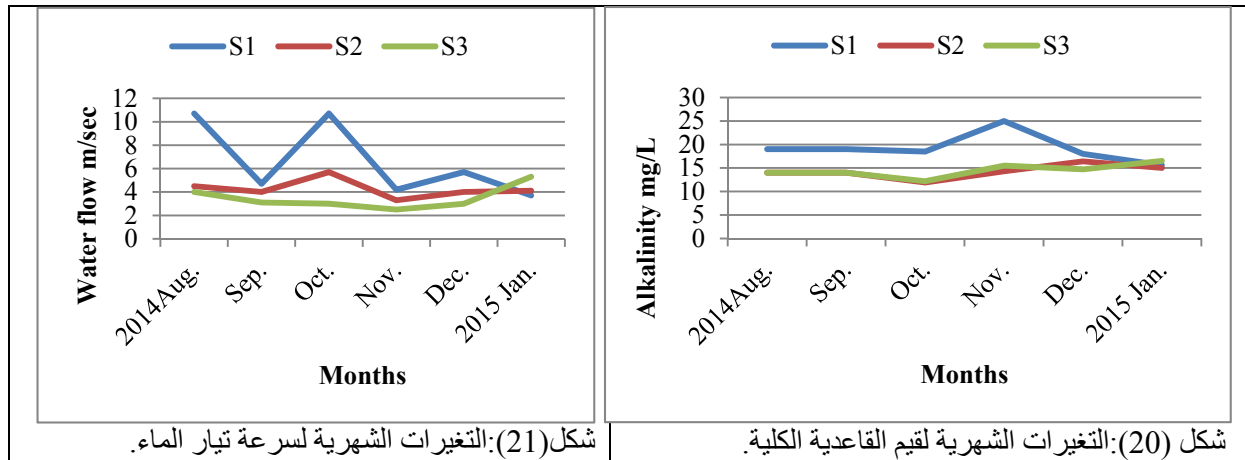 S1 S2 S3
Water flow m/sec
12
10
8
6
4
2
0
2014Aug. Sep. Oct. Nov. Dec. 2015 Jan.
Months
شكل(21):التغيرات الشهرية لسرعة تيار الماء.
S1 S2 S3
Alkalinity mg/L
30
25
20
15
10
5
0
2014Aug. Sep. Oct. Nov. Dec. 2015 Jan.
Months
شكل (20):التغيرات الشهرية لقيم القاعدية الكلية.